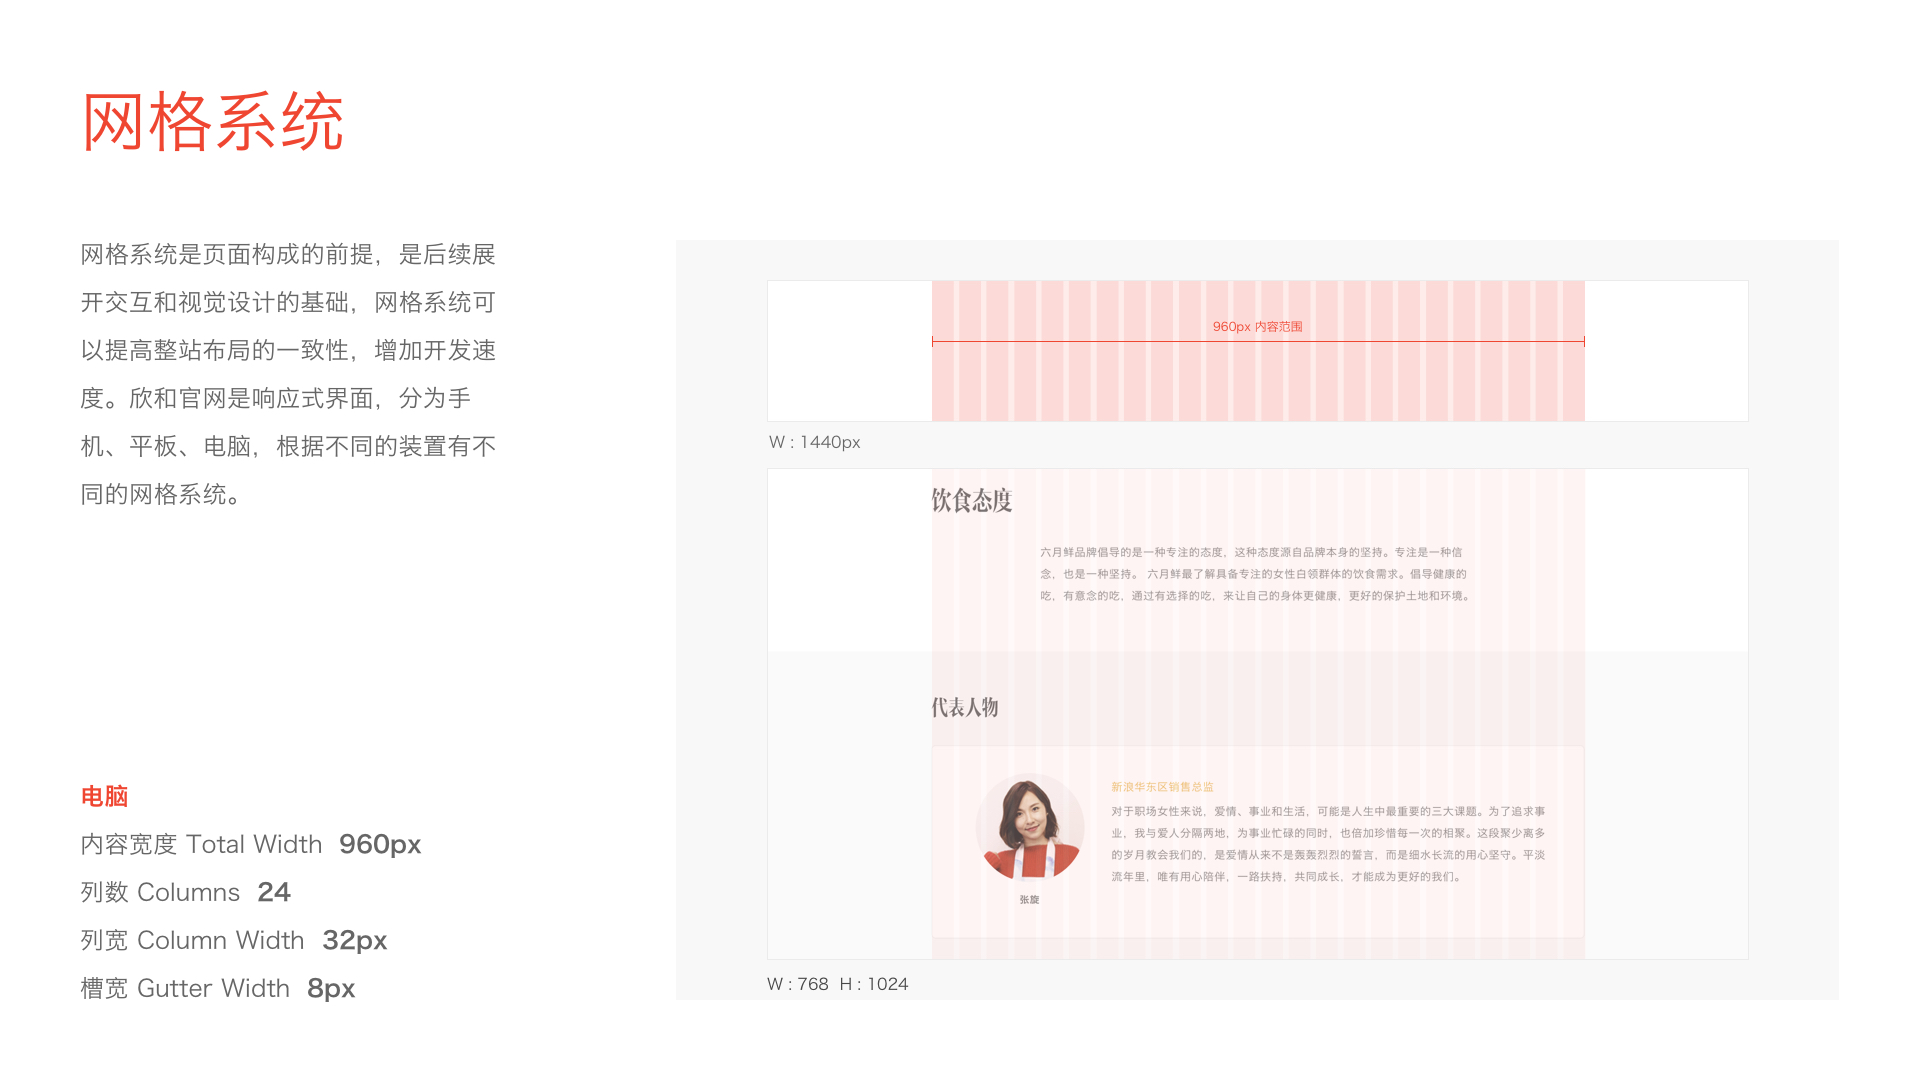 网格系统
网格系统是页面构成的前提，是后续展
开交互和视觉设计的基础，网格系统可
以提高整站布局的一致性，增加开发速
度。欣和官网是响应式界面，分为手
机、平板、电脑，根据不同的装置有不
同的网格系统。
电脑
内容宽度 Total Width 960px
列数 Columns 24
列宽 Column Width 32px
槽宽 Gutter Width 8px
960px 内容范围
W : 1440px
饮食态度
六月鲜品牌倡导的是一种专注的态度，这种态度源自品牌本身的坚持。专注是一种信
念，也是一种坚持。 六月鲜最了解具备专注的女性白领群体的饮食需求。倡导健康的
吃，有意念的吃，通过有选择的吃，来让自己的身体更健康，更好的保护土地和环境。
代表人物
新浪华东区销售总监
对于职场女性来说，爱情、事业和生活，可能是人生中最重要的三大课题。为了追求事
业，我与爱人分隔两地，为事业忙碌的同时，也倍加珍惜每一次的相聚。这段聚少离多
的岁月教会我们的，是爱情从来不是轰轰烈烈的誓言，而是细水长流的用心坚守。平淡
流年里，唯有用心陪伴，一路扶持，共同成长，才能成为更好的我们。
张旋
W : 768 H : 1024